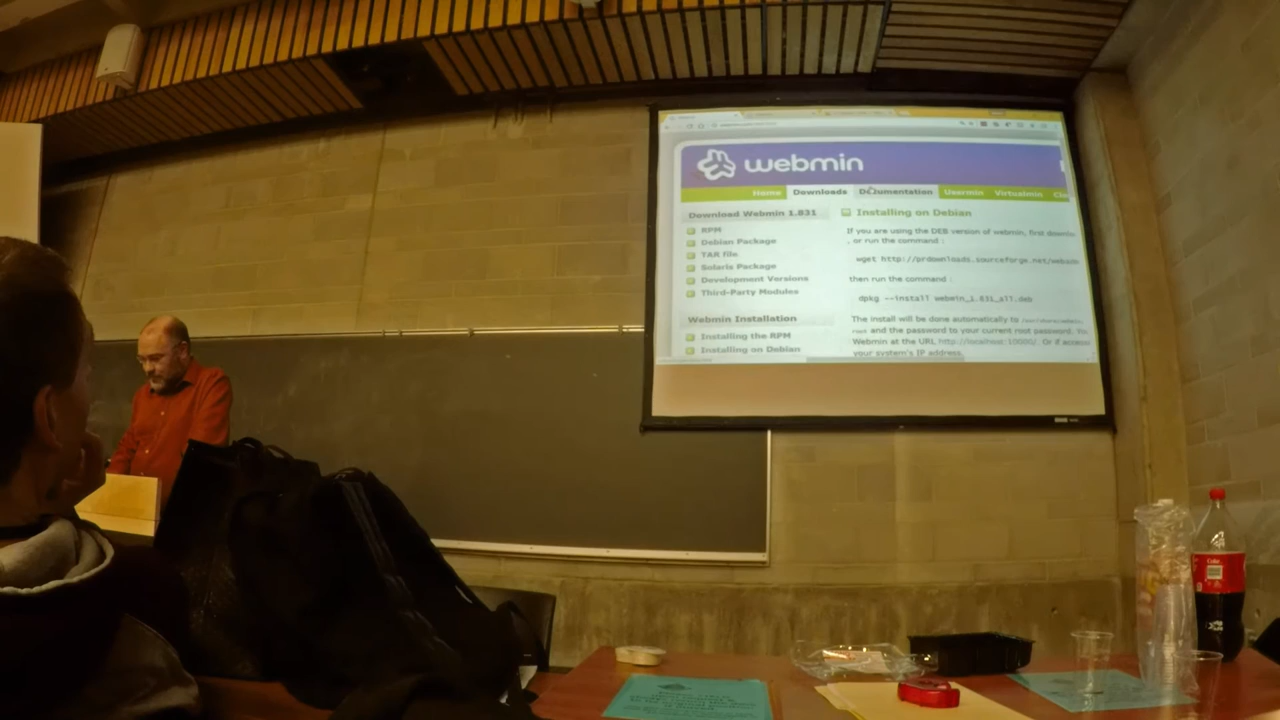 webmin
Home Downloads Documentation Usermin Virtualmin
Download Webmin 1.831
RPM
Debian Package
TAR file
Solaris Package
Development Versions
Third-Party Modules
Webmin Installation
Installing the RPM
Installing on Debian
Installing on Debian
If you are using the DEB version of webmin, first downlo
, or run the command :
wget http://prdownloads.sourceforge.net/webadm
then run the command :
dpkg --install webmin_1.831_all.deb
The install will be done automatically to /usr/share/webmin,
root and the password to your current root password. Yo
Webmin at the URL http://localhost:10000/. Or if access
your system's IP address.
Coke